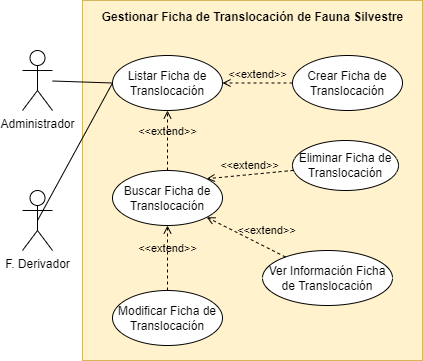 Gestionar Ficha de Translocación de Fauna Silvestre
Listar Ficha de
Translocación
<<extend>>
Crear Ficha de
Translocación
Administrador
<<extend>>
Eliminar Ficha de
Translocación
<<extend>>
Buscar Ficha de
Translocación
F. Derivador
<<extend>>
<<extend>>
Ver Información Ficha
de Translocación
Modificar Ficha de
Translocación